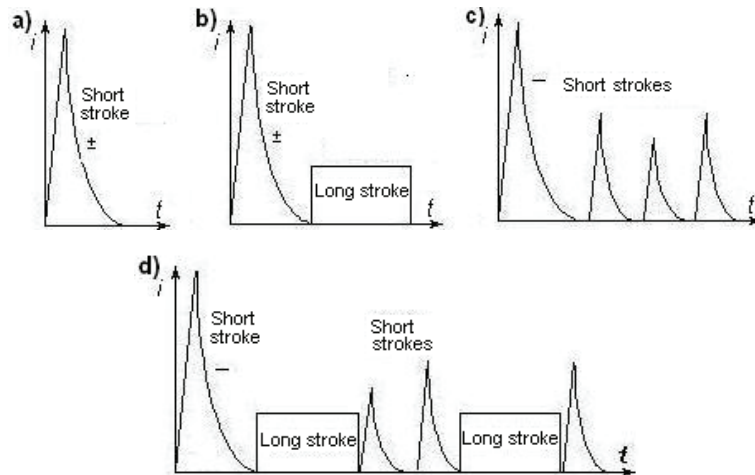 a)
i
Short
stroke
±
t
b)
i
Short
stroke
±
Long stroke
t
c)
i
– Short strokes
t
d)
i
Short
stroke
–
Short
strokes
Long stroke
Long stroke
t